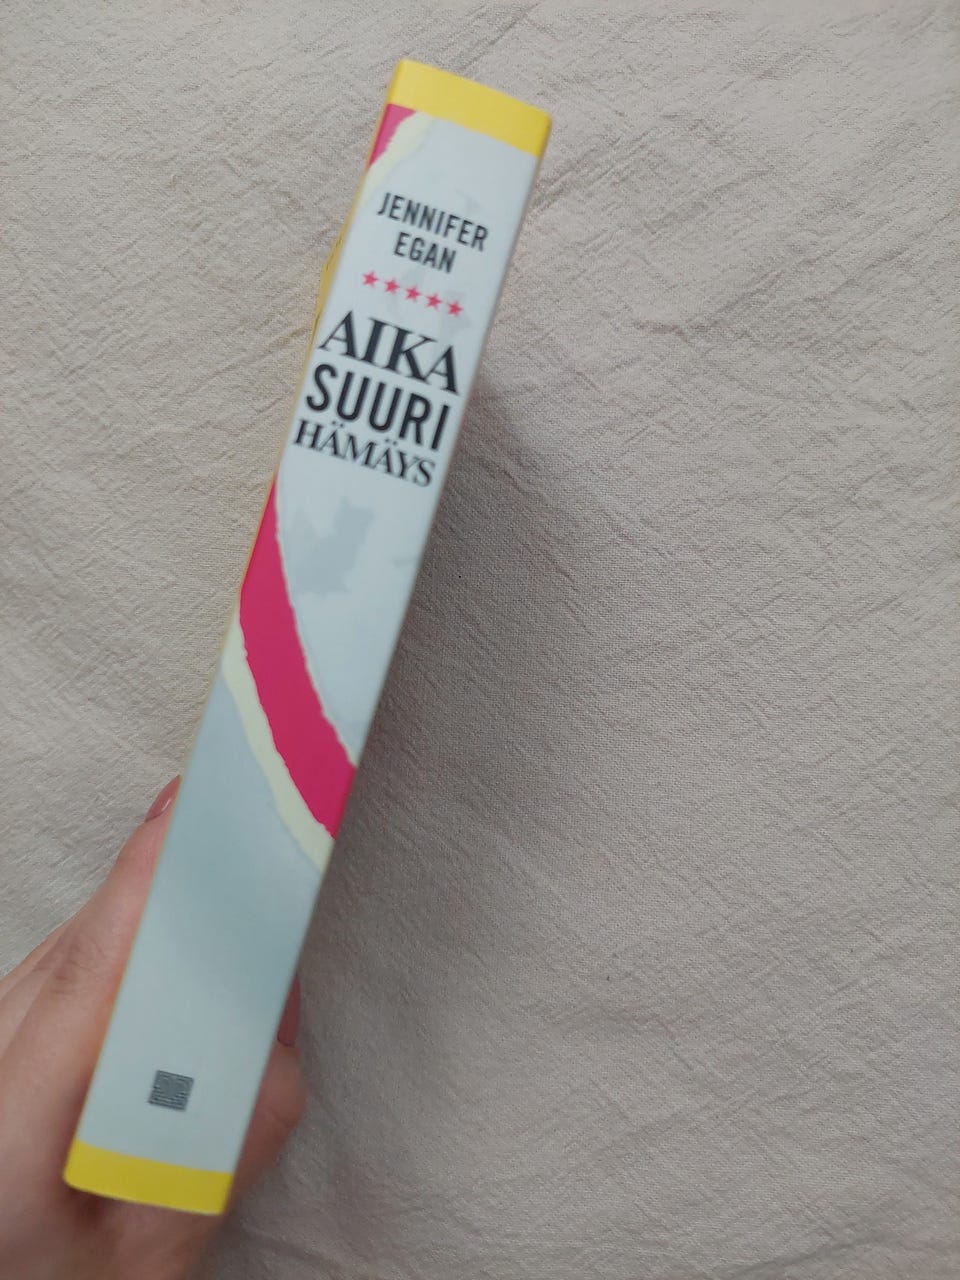 JENNIFER
EGAN
AIKA
SUURI
HÄMÄYS